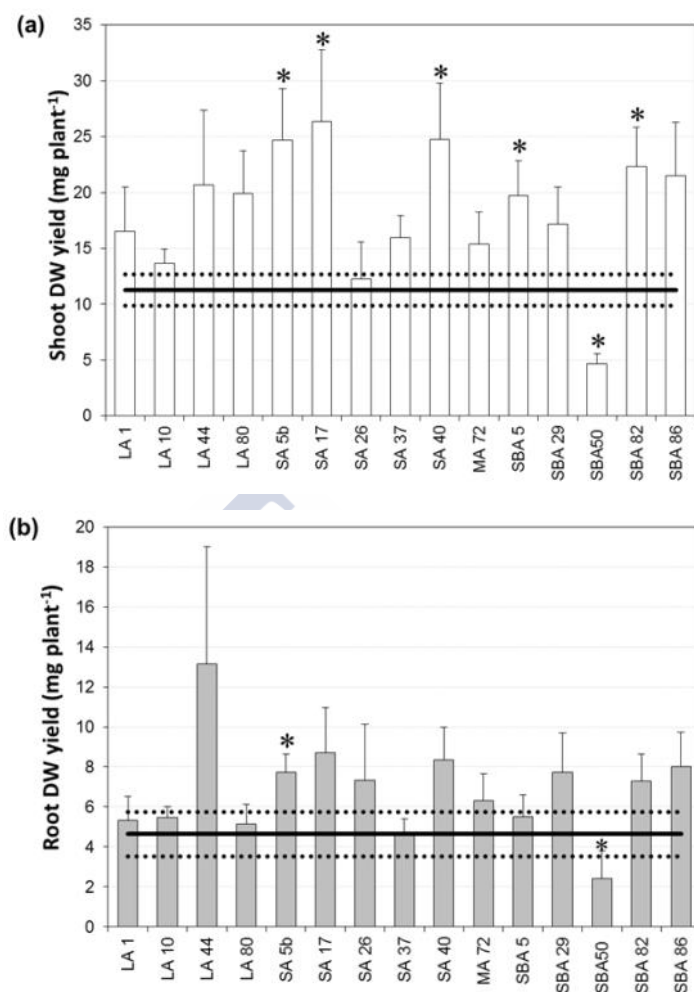 (a)
Shoot DW yield (mg plant-1)
35
30
25
20
15
10
5
0
* * * * * *
LA 1 LA 10 LA 44 LA 80 SA 5b SA 17 SA 26 SA 37 SA 40 MA 72 SBA 5 SBA 29 SBA50 SBA 82 SBA 86
(b)
Root DW yield (mg plant-1)
20
18
16
14
12
10
8
6
4
2
0
* *
LA 1 LA 10 LA 44 LA 80 SA 5b SA 17 SA 26 SA 37 SA 40 MA 72 SBA 5 SBA 29 SBA50 SBA 82 SBA 86